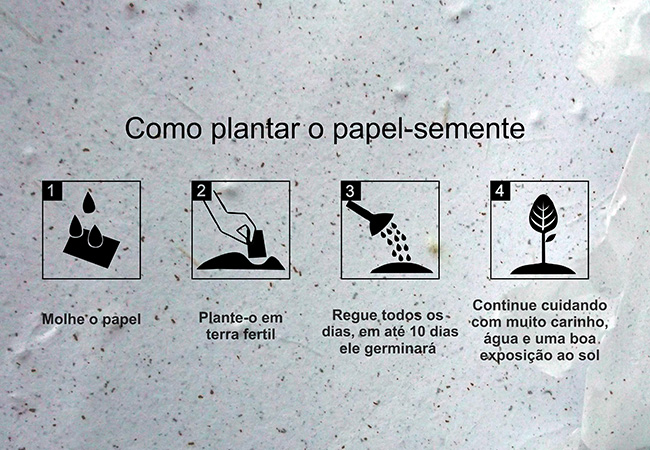 Como plantar o papel-semente
1
2
3
4
Molhe o papel
Plante-o em
terra fertil
Regue todos os
dias, em até 10 dias
ele germinará
Continue cuidando
com muito carinho,
água e uma boa
exposição ao sol